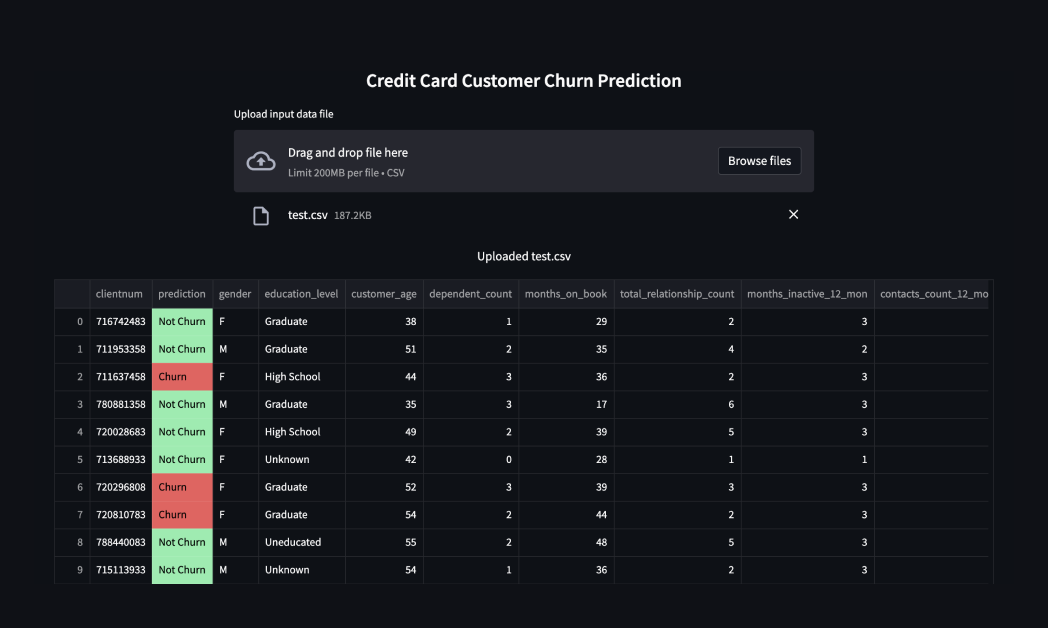 Credit Card Customer Churn Prediction
Upload input data file
Drag and drop file here
Limit 200MB per file • CSV
Browse files
test.csv 187.2KB
Uploaded test.csv
clientnum prediction gender education_level customer_age dependent_count months_on_book total_relationship_count months_inactive_12_mon contacts_count_12_mo
0 716742483 Not Churn F Graduate 38 1 29 2 3
1 711953358 Not Churn M Graduate 51 2 35 4 2
2 711637458 Churn F High School 44 3 36 2 3
3 780881358 Not Churn M Graduate 35 3 17 6 3
4 720028683 Not Churn F High School 49 2 39 5 3
5 713688933 Not Churn F Unknown 42 0 28 1 1
6 720296808 Churn F Graduate 52 3 39 3 3
7 720810783 Churn F Graduate 54 2 44 2 3
8 788440083 Not Churn M Uneducated 55 2 48 5 3
9 715113933 Not Churn M Unknown 54 1 36 2 3